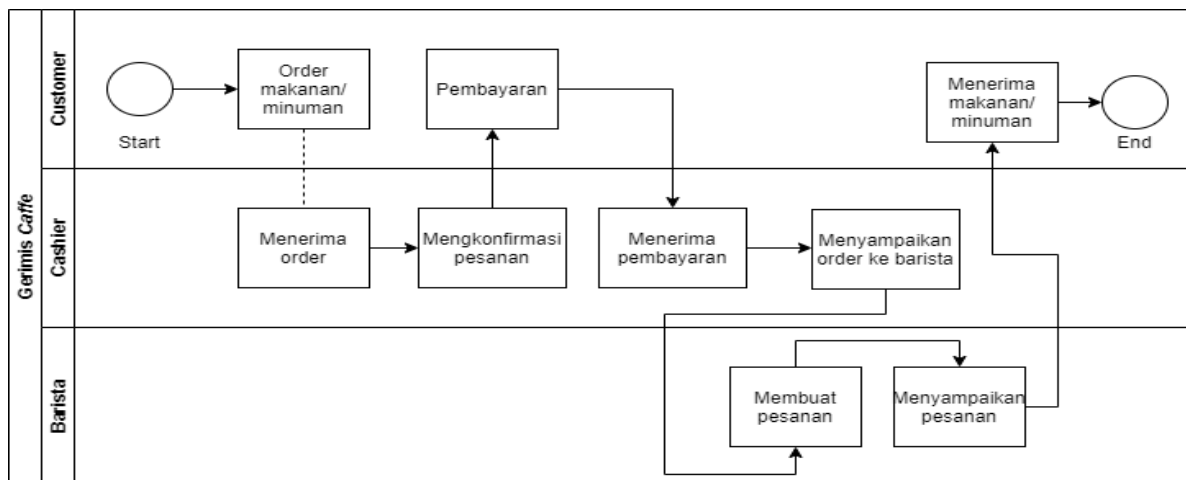 Gerimis Caffe
Customer
Start
Order
makanan/
minuman
Pembayaran
Menerima
makanan/
minuman
End
Cashier
Menerima
order
Mengkonfirmasi
pesanan
Menerima
pembayaran
Menyampaikan
order ke barista
Barista
Membuat
pesanan
Menyampaikan
pesanan